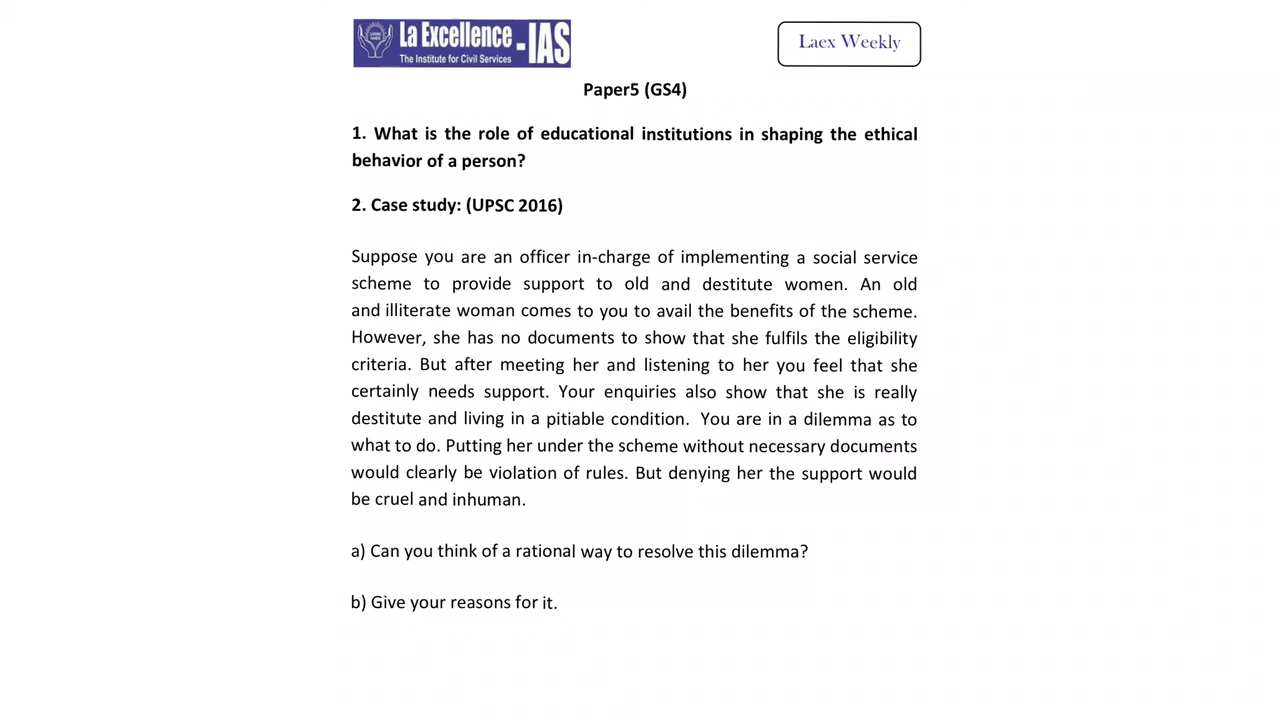 La Excellence -IAS
The Institute for Civil Services
Laex Weekly
Paper5 (GS4)
1. What is the role of educational institutions in shaping the ethical
behavior of a person?
2. Case study: (UPSC 2016)
Suppose you are an officer in-charge of implementing a social service
scheme to provide support to old and destitute women. An old
and illiterate woman comes to you to avail the benefits of the scheme.
However, she has no documents to show that she fulfils the eligibility
criteria. But after meeting her and listening to her you feel that she
certainly needs support. Your enquiries also show that she is really
destitute and living in a pitiable condition. You are in a dilemma as to
what to do. Putting her under the scheme without necessary documents
would clearly be violation of rules. But denying her the support would
be cruel and inhuman.
a) Can you think of a rational way to resolve this dilemma?
b) Give your reasons for it.